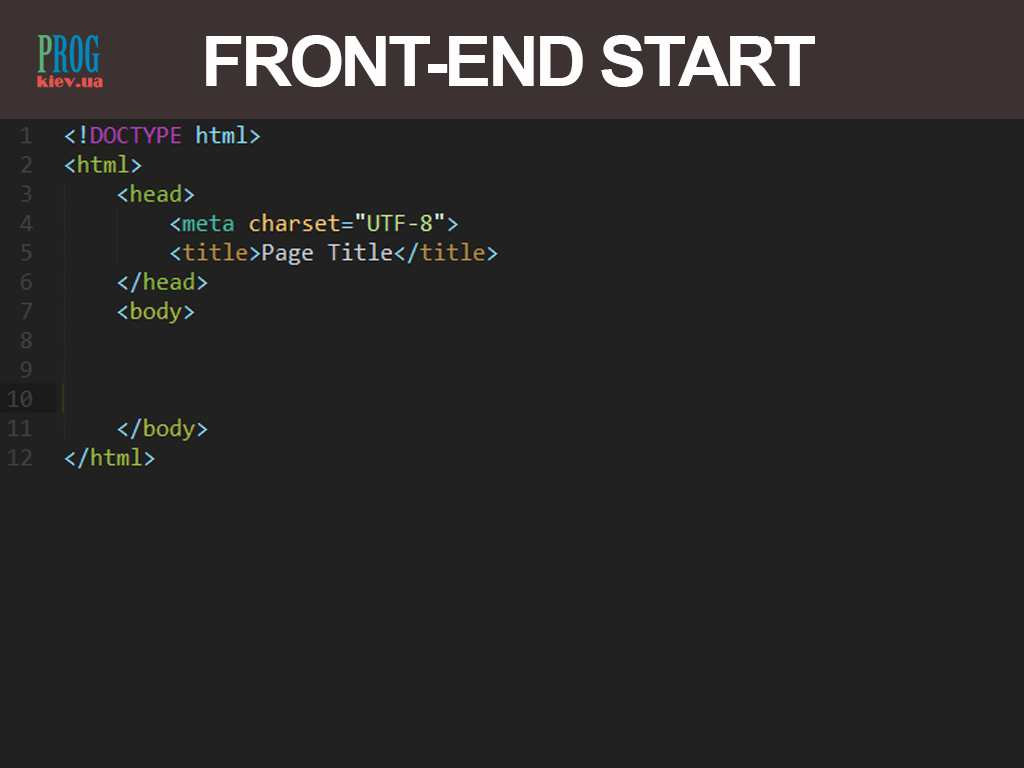 PROG
kiev.ua
FRONT-END START
1 <!DOCTYPE html>
2 <html>
3 <head>
4 <meta charset="UTF-8">
5 <title>Page Title</title>
6 </head>
7 <body>
8
9
10
11 </body>
12 </html>